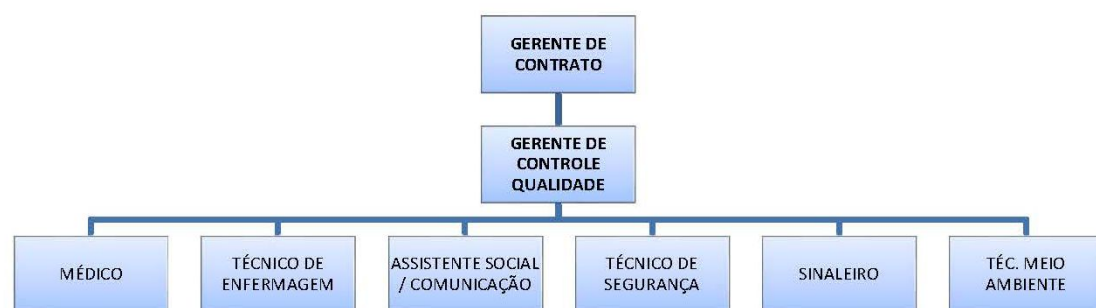 GERENTE DE
CONTRATO
GERENTE DE
CONTROLE
QUALIDADE
MÉDICO
TÉCNICO DE
ENFERMAGEM
ASSISTENTE SOCIAL
/ COMUNICAÇÃO
TÉCNICO DE
SEGURANÇA
SINALEIRO
TÉC. MEIO
AMBIENTE